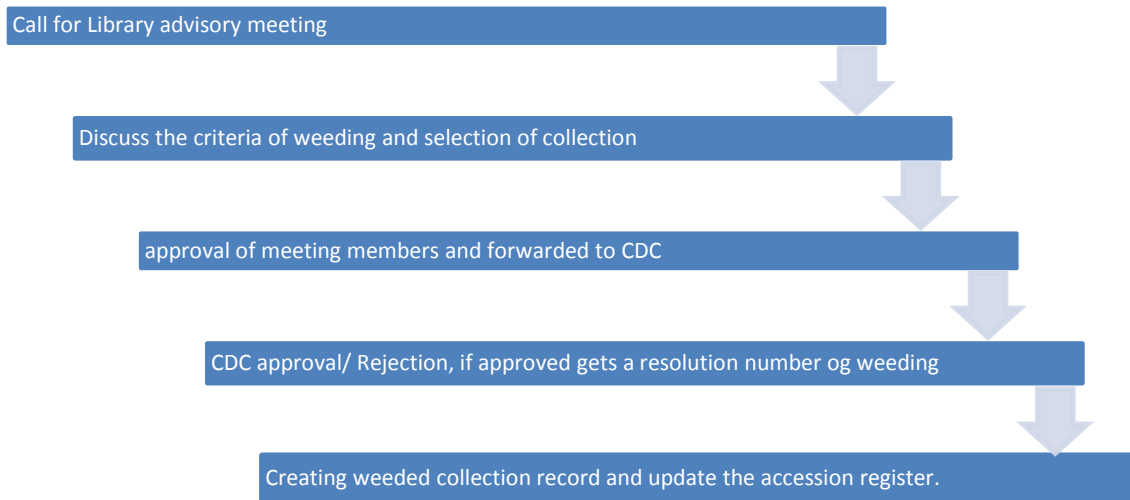 Call for Library advisory meeting
Discuss the criteria of weeding and selection of collection
approval of meeting members and forwarded to CDC
CDC approval/ Rejection, if approved gets a resolution number og weeding
Creating weeded collection record and update the accession register.